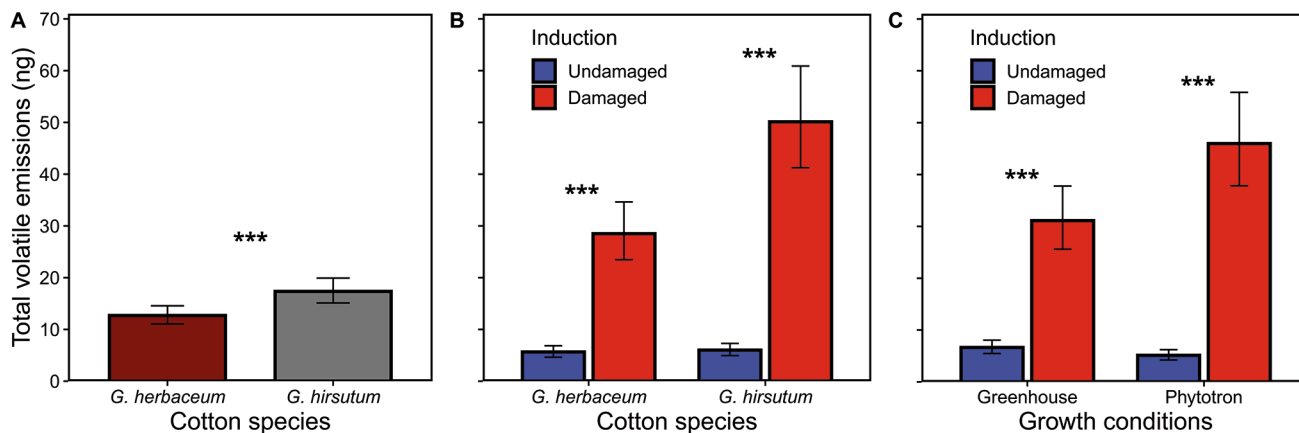 A
Total volatile emissions (ng)
70
60
50
40
30
20
10
0
***
G. herbaceum
G. hirsutum
Cotton species
B
Induction
Undamaged
Damaged
***
***
G. herbaceum
G. hirsutum
Cotton species
C
Induction
Undamaged
Damaged
***
***
Greenhouse
Phytotron
Growth conditions